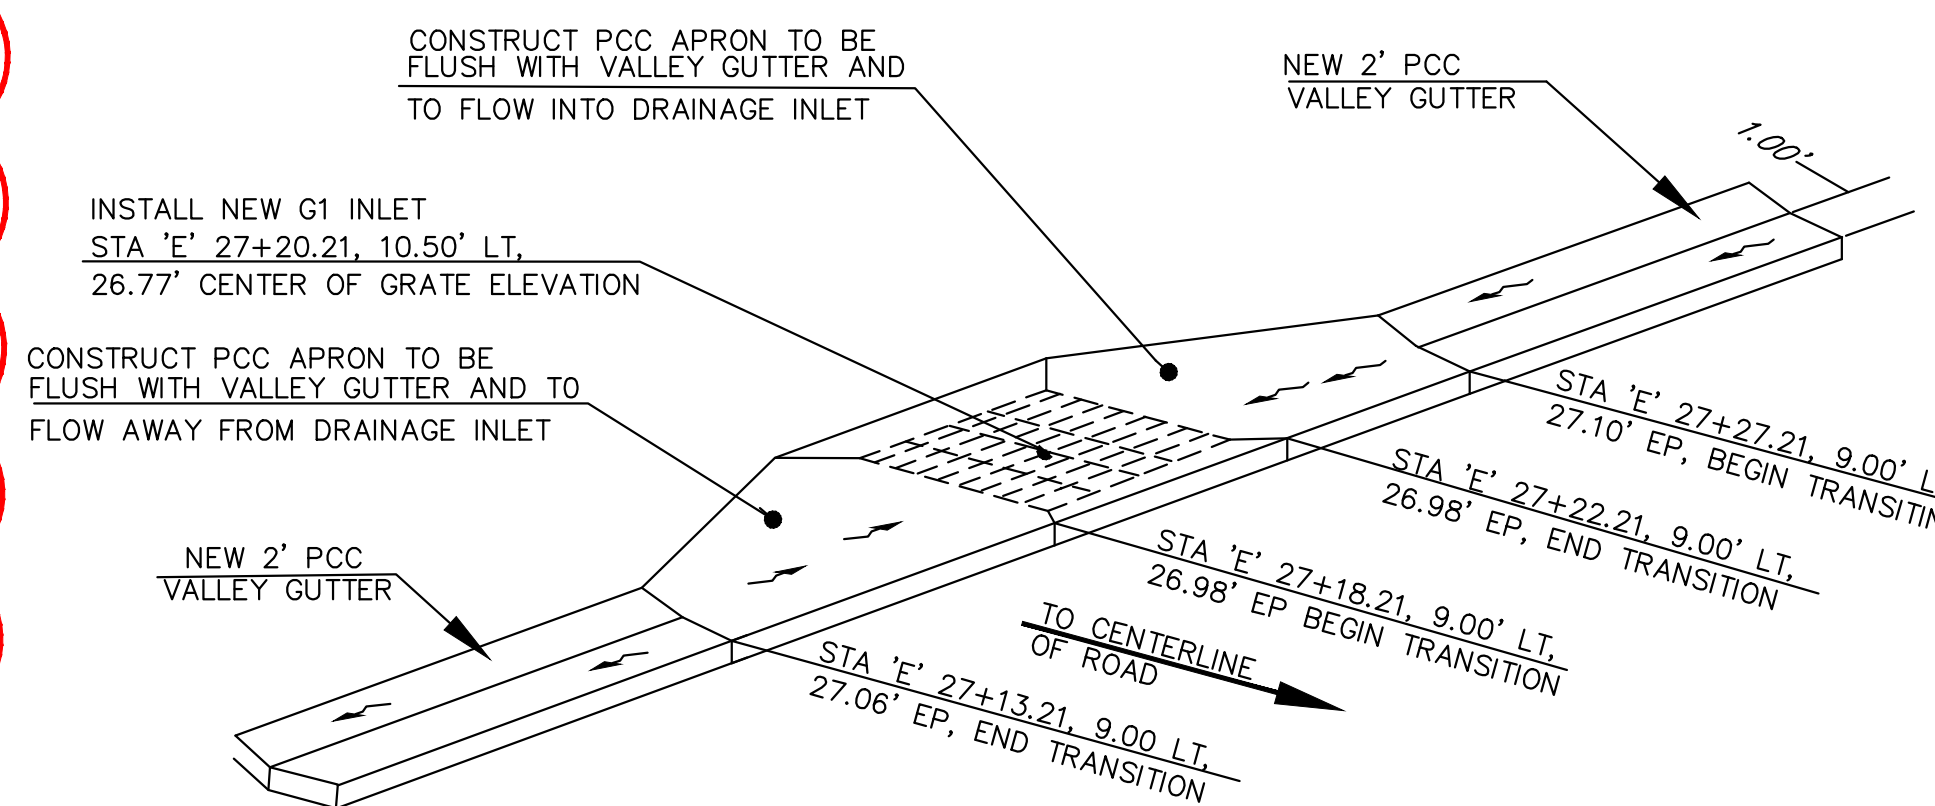 CONSTRUCT PCC APRON TO BE
FLUSH WITH VALLEY GUTTER AND
TO FLOW INTO DRAINAGE INLET
NEW 2' PCC
VALLEY GUTTER
1.00'
INSTALL NEW G1 INLET
STA 'E' 27+20.21, 10.50' LT,
26.77' CENTER OF GRATE ELEVATION
CONSTRUCT PCC APRON TO BE
FLUSH WITH VALLEY GUTTER AND TO
FLOW AWAY FROM DRAINAGE INLET
STA 'E' 27+27.21, 9.00' L
27.10' EP, BEGIN TRANSITIN
STA 'E' 27+22.21, 9.00' LT,
26.98' EP, END TRANSITION
STA 'E' 27+18.21, 9.00' LT,
26.98' EP BEGIN TRANSITION
NEW 2' PCC
VALLEY GUTTER
TO CENTERLINE
OF ROAD
STA 'E' 27+13.21, 9.00 LT,
27.06' EP, END TRANSITION